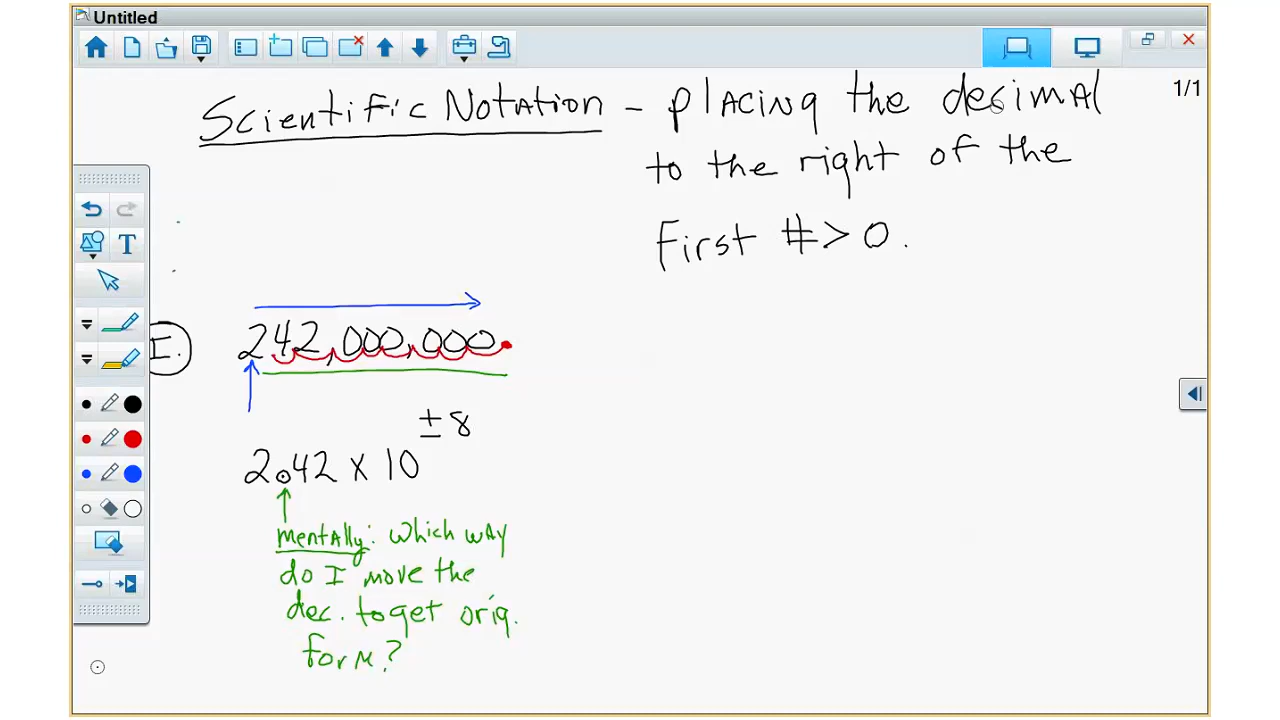 Untitled
1/1
Scientific Notation - placing the decimal
to the right of the
First #>0.
T
I.
242,000,000.
± 8
2.42 x 10
mentally: which way
do I move the
dec. to get orig.
form?